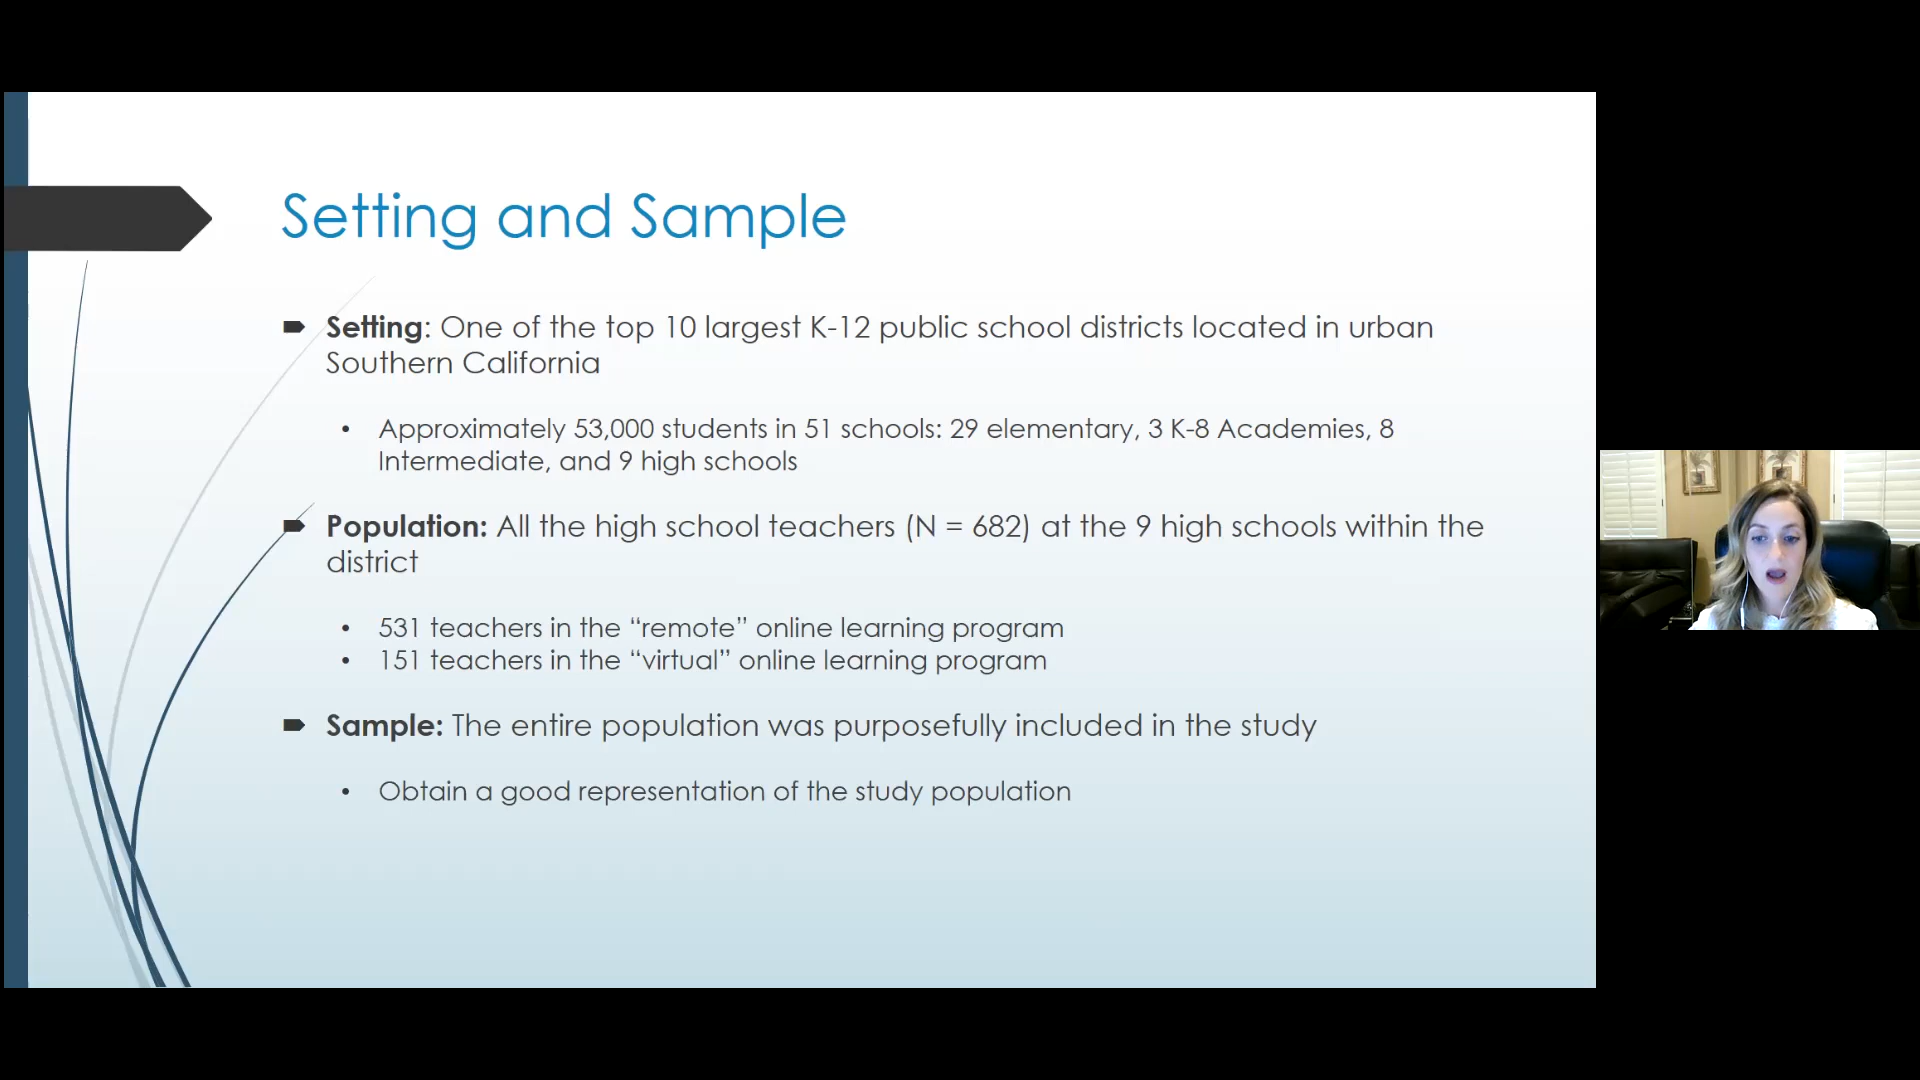 Setting and Sample
Setting: One of the top 10 largest K-12 public school districts located in urban
Southern California
• Approximately 53,000 students in 51 schools: 29 elementary, 3 K-8 Academies, 8
Intermediate, and 9 high schools
Population: All the high school teachers (N = 682) at the 9 high schools within the
district
• 531 teachers in the “remote” online learning program
• 151 teachers in the “virtual” online learning program
Sample: The entire population was purposefully included in the study
• Obtain a good representation of the study population